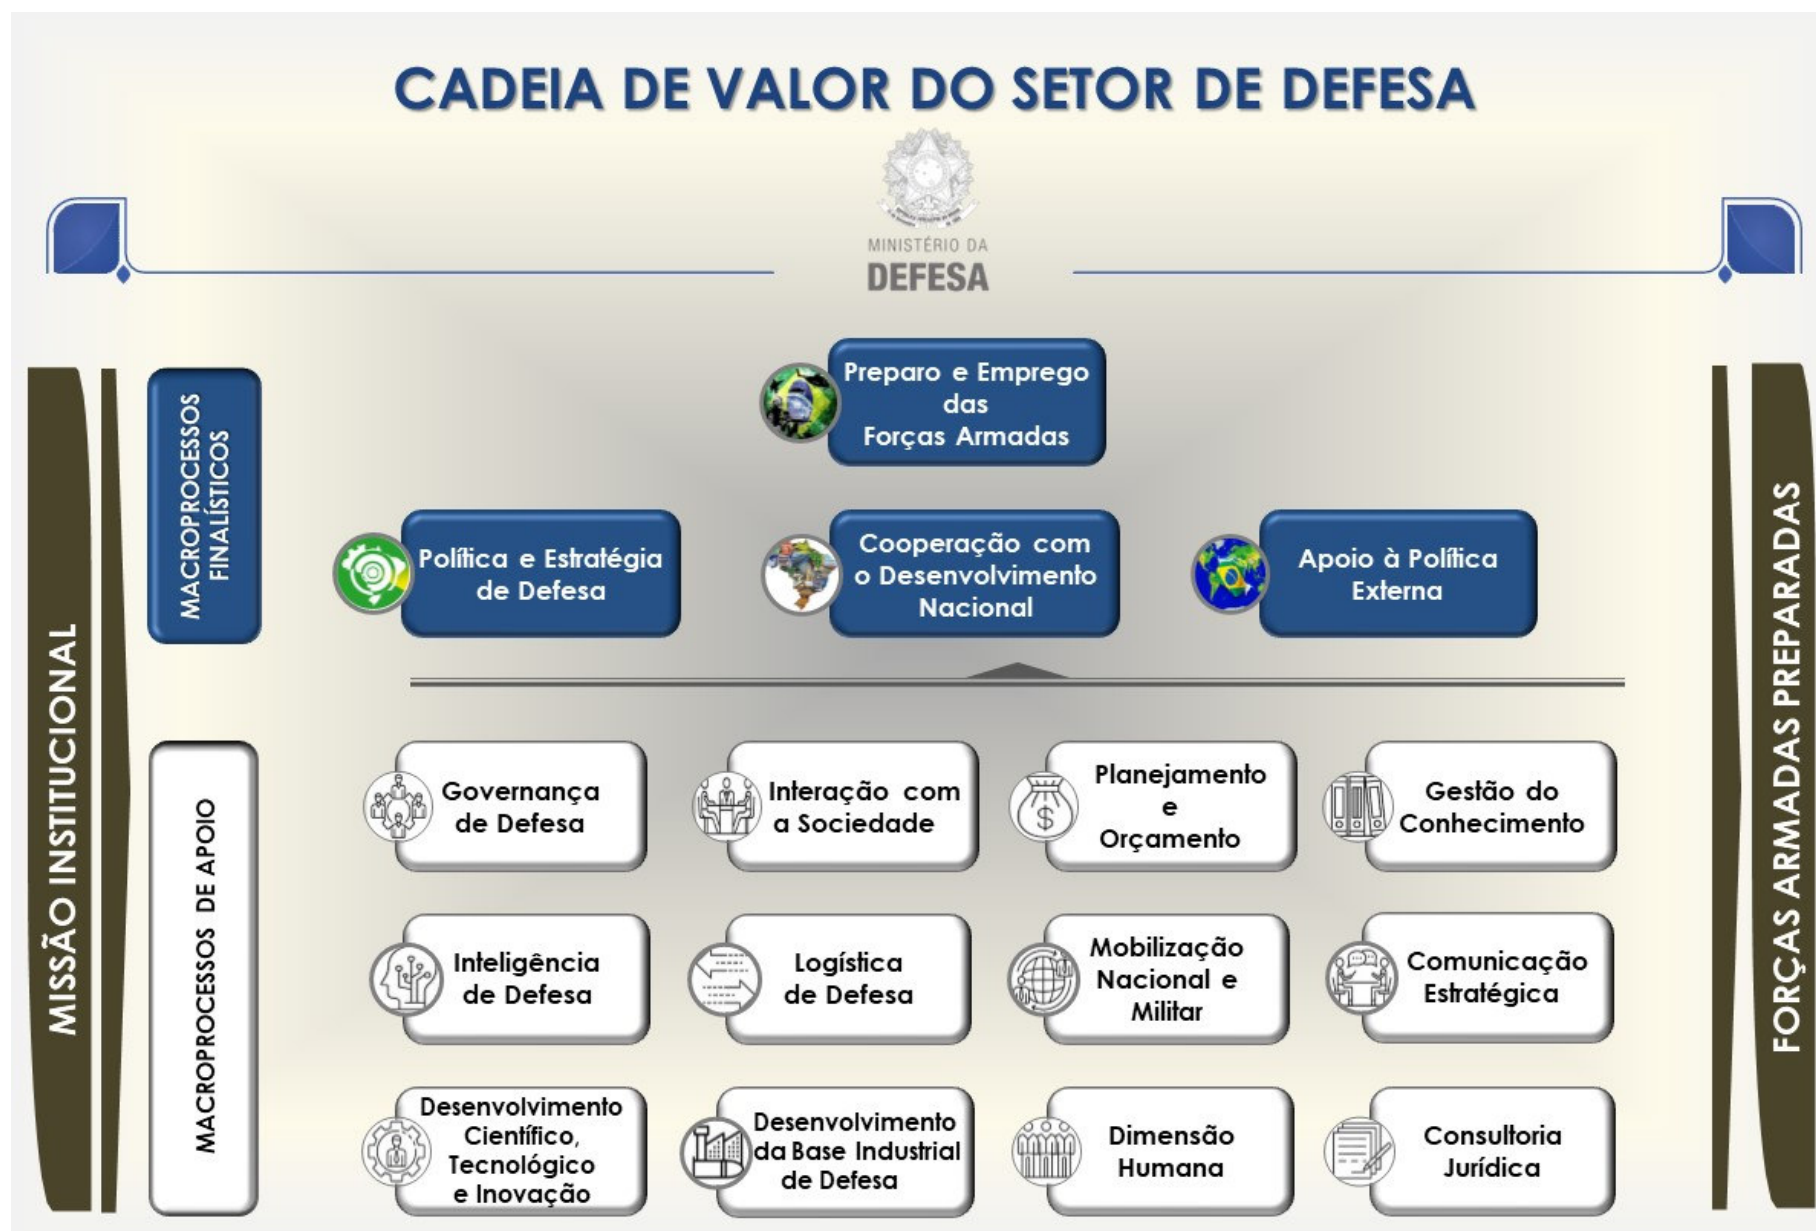 CADEIA DE VALOR DO SETOR DE DEFESA
MINISTÉRIO DA
DEFESA
MISSÃO INSTITUCIONAL
MACROPROCESSOS
FINALÍSTICOS
Preparo e Emprego
das
Forças Armadas
Política e Estratégia
de Defesa
Cooperação com
o Desenvolvimento
Nacional
Apoio à Política
Externa
MACROPROCESSOS DE APOIO
Governança
de Defesa
Interação com
a Sociedade
Planejamento
e
Orçamento
Gestão do
Conhecimento
Inteligência
de Defesa
Logística
de Defesa
Mobilização
Nacional e
Militar
Comunicação
Estratégica
Desenvolvimento
Científico,
Tecnológico
e Inovação
Desenvolvimento
da Base Industrial
de Defesa
Dimensão
Humana
Consultoria
Jurídica
FORÇAS ARMADAS PREPARADAS